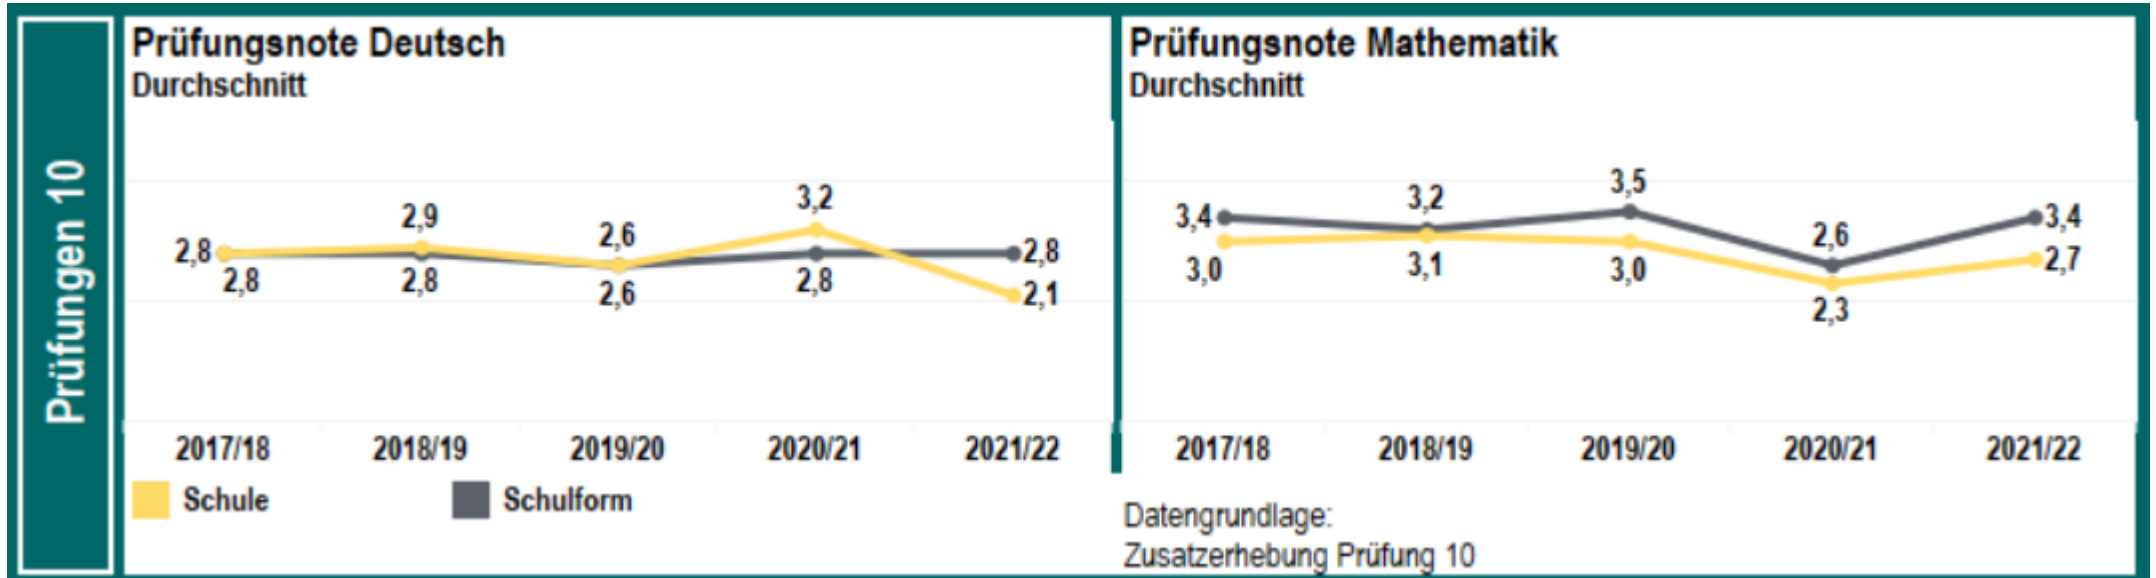 Prüfungen 10
Prüfungsnote Deutsch
Durchschnitt
2,8 2,9 2,6 3,2 2,8
2,8 2,8 2,6 2,8 2,1
2017/18 2018/19 2019/20 2020/21 2021/22
Schule Schulform
Prüfungsnote Mathematik
Durchschnitt
3,4 3,2 3,5 2,6 3,4
3,0 3,1 3,0 2,3 2,7
2017/18 2018/19 2019/20 2020/21 2021/22
Datengrundlage:
Zusatzerhebung Prüfung 10